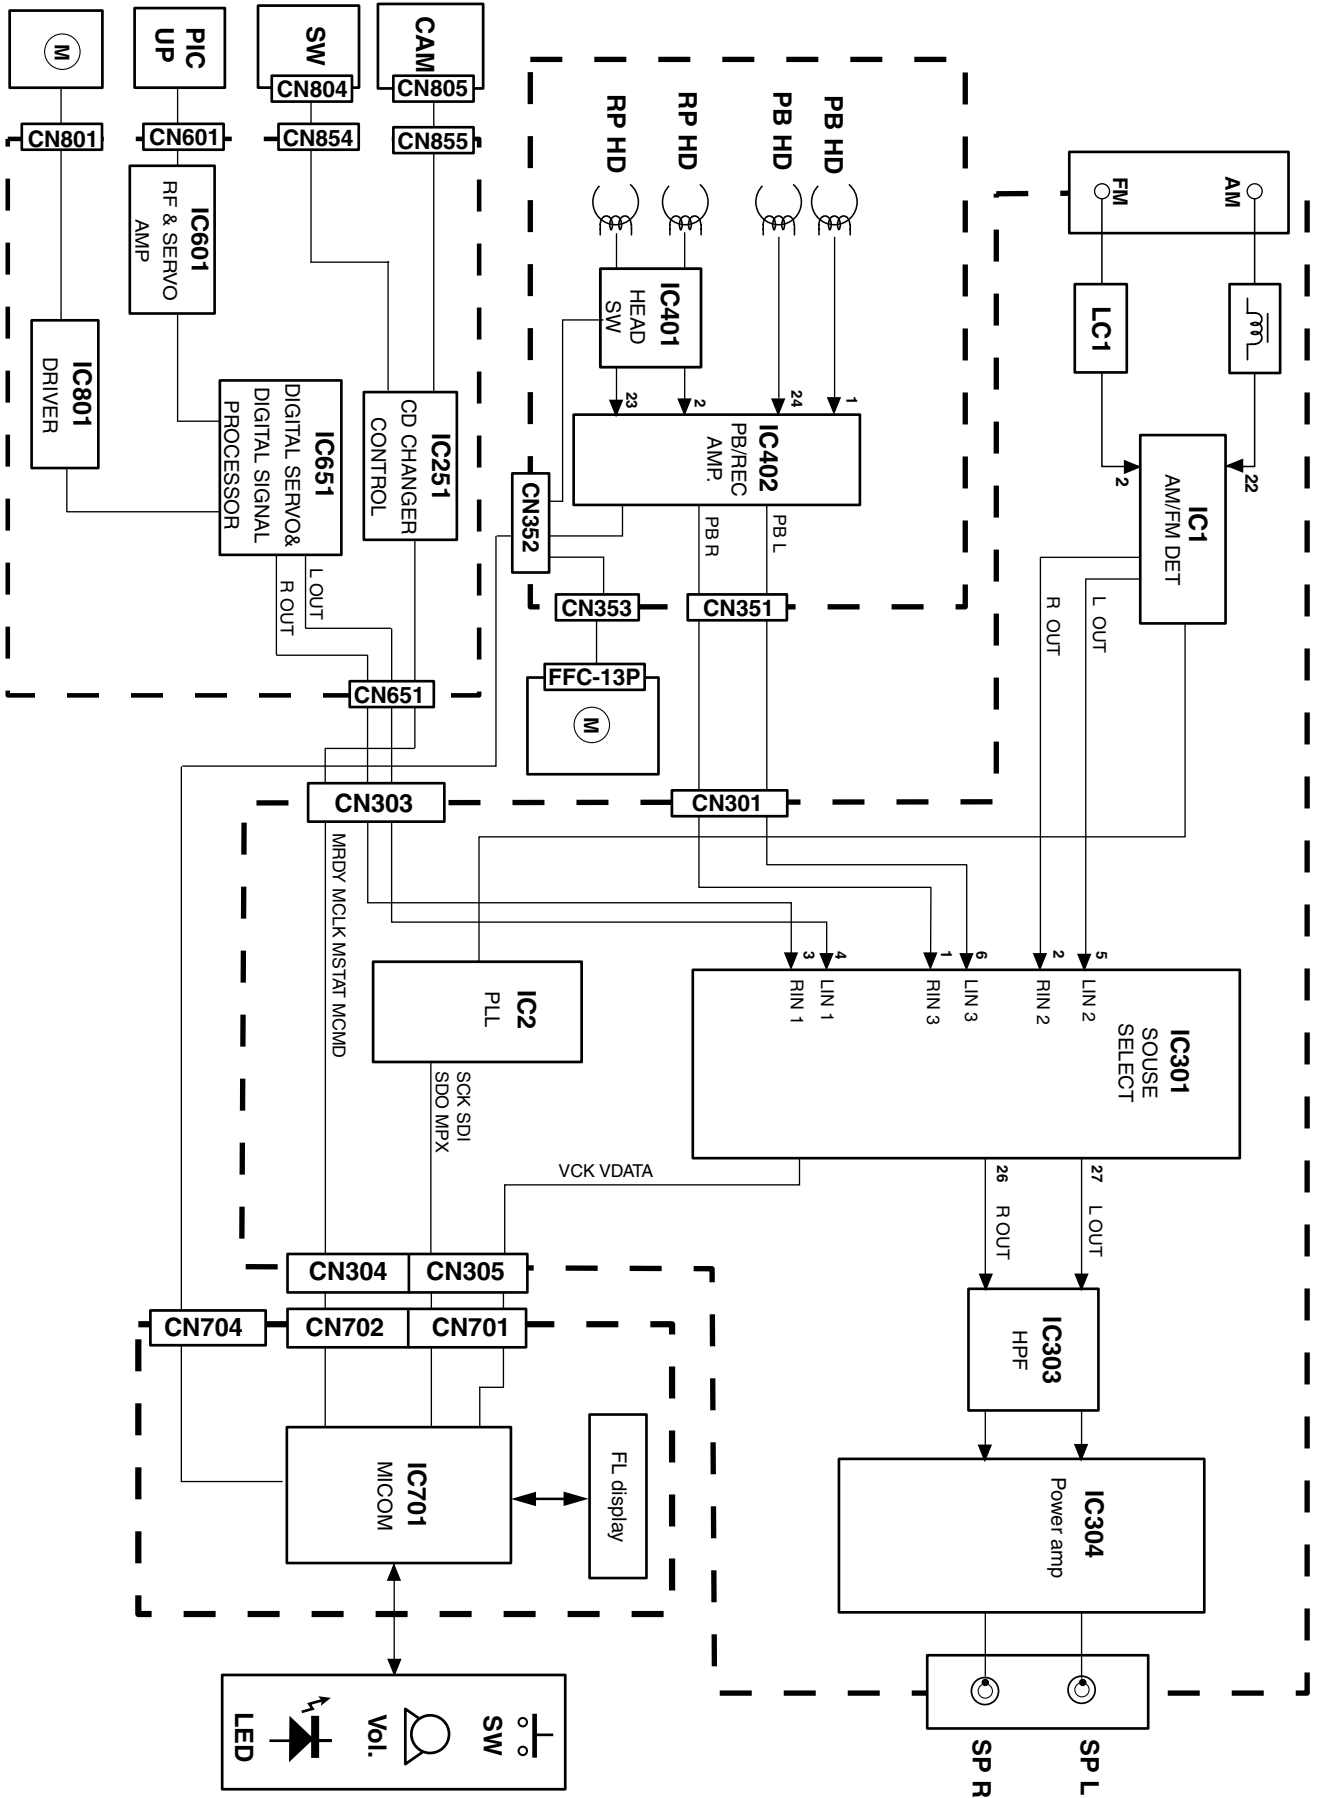 M
PIC
UP
SW
CAM
CN804
CN805
CN801
CN601
CN854
CN855
RP HD
RP HD
PB HD
PB HD
FM
AM
IC601
RF & SERVO
AMP
IC401
HEAD
SW
LC1
IC801
DRIVER
IC651
DIGITAL SERVO&
DIGITAL SIGNAL
PROCESSOR
IC251
CD CHANGER
CONTROL
23
2
24
1
IC402
PB/REC
AMP.
2
22
IC1
AM/FM DET
CN352
PB R
PB L
L OUT
R OUT
CN353
CN351
R OUT
L OUT
FFC-13P
M
CN651
CN303
CN301
MRDY MCLK MSTAT MCMD
3
4
1
6
2
5
RIN 1
LIN 1
RIN 3
LIN 3
RIN 2
LIN 2
IC301
SOUSE
SELECT
IC2
PLL
SCK SDI
SDO MPX
VCK VDATA
26
R OUT
27
L OUT
CN304
CN305
CN704
CN702
CN701
IC303
HPF
IC701
MICOM
FL display
IC304
Power amp
LED
Vol.
SW
SP R
SP L